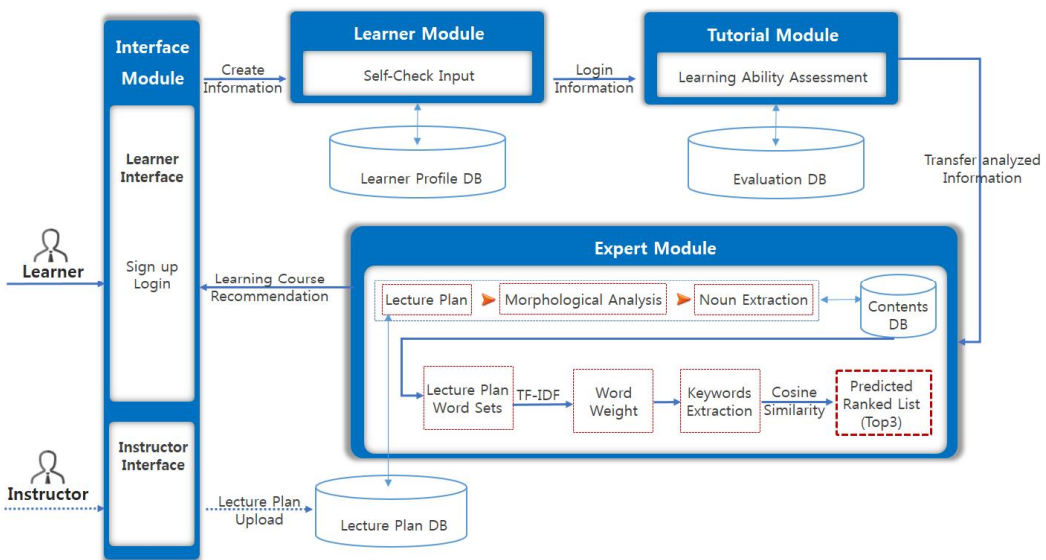 Interface
Module
Learner
Interface
Sign up
Login
Instructor
Interface
Learner
Instructor
Create
Information
Learner Module
Self-Check Input
Learner Profile DB
Login
Information
Tutorial Module
Learning Ability Assessment
Evaluation DB
Transfer analyzed
Information
Expert Module
Lecture Plan
Morphological Analysis
Noun Extraction
Contents
DB
Lecture Plan
Word Sets
TF-IDF
Word
Weight
Keywords
Extraction
Cosine
Similarity
Predicted
Ranked List
(Top3)
Learning Course
Recommendation
Lecture Plan
Upload
Lecture Plan DB